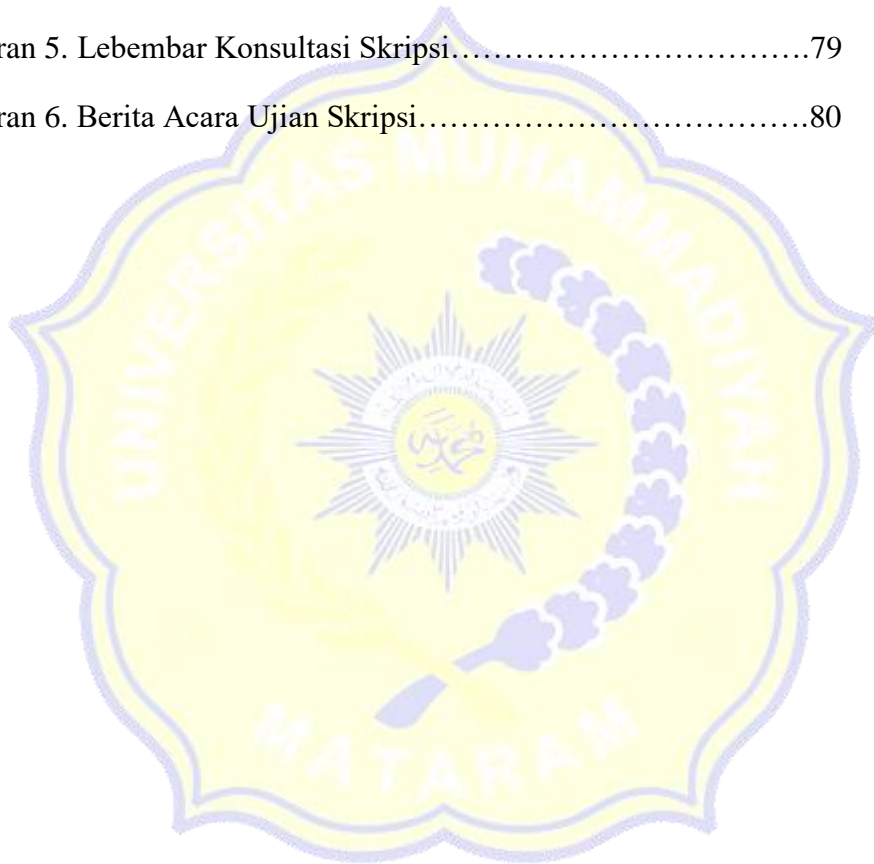 ran 5. Lebembar Konsultasi Skripsi……………………………….79
ran 6. Berita Acara Ujian Skripsi……………………………….80
UNIVERSITAS MUHAMMADIYAH
MATARAM